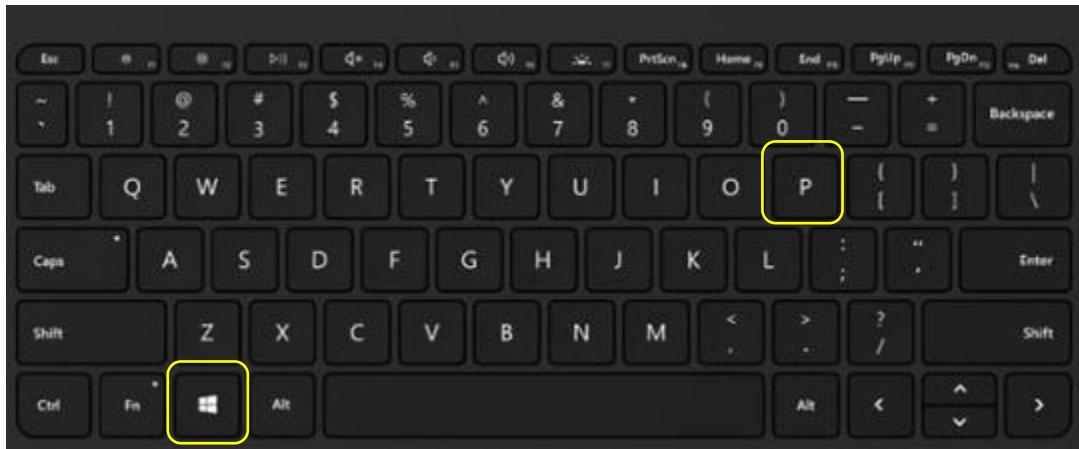 Esc PrtScn Home End PgUp PgDn Del
~ ! @ # $ % ^ & * ( ) — +
` 1 2 3 4 5 6 7 8 9 0 - = Backspace
Tab Q W E R T Y U I O P { [ } ] | \
Caps A S D F G H J K L : ; “ ' Enter
Shift Z X C V B N M < , > . ? / Shift
Ctrl Fn Alt Alt